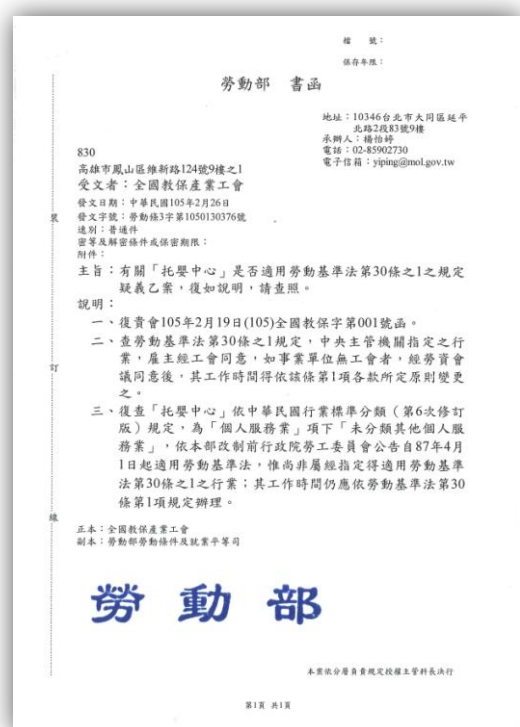 檔　號：
保存年限：
勞動部　書函
地址：10346台北市大同區延平
北路2段83號9樓
承辦人：楊怡婷
電話：02-85902730
電子信箱：yiping@mol.gov.tw
830
高雄市鳳山區維新路124號9樓之1
受文者：全國教保產業工會
發文日期：中華民國105年2月26日
發文字號：勞動條3字第1050130376號
速別：普通件
密等及解密條件或保密期限：
附件：
主旨：有關「托嬰中心」是否適用勞動基準法第30條之1之規定
疑義乙案，復如說明，請查照。
說明：
一、復貴會105年2月19日(105)全國教保字第001號函。
二、查勞動基準法第30條之1規定，中央主管機關指定之行
業，雇主經工會同意，如事業單位無工會者，經勞資會
議同意後，其工作時間得依該條第1項各款所定原則變更
之。
三、復查「托嬰中心」依中華民國行業標準分類（第6次修訂
版）規定，為「個人服務業」項下「未分類其他個人服
務業」，依本部改制前行政院勞工委員會公告自87年4月
1日起適用勞動基準法，惟尚非屬經指定得適用勞動基準
法第30條之1之行業；其工作時間仍應依勞動基準法第30
條第1項規定辦理。
裝
訂
線
正本：全國教保產業工會
副本：勞動部勞動條件及就業平等司
勞動部
本案依分層負責規定授權主管科長決行
第1頁 共1頁